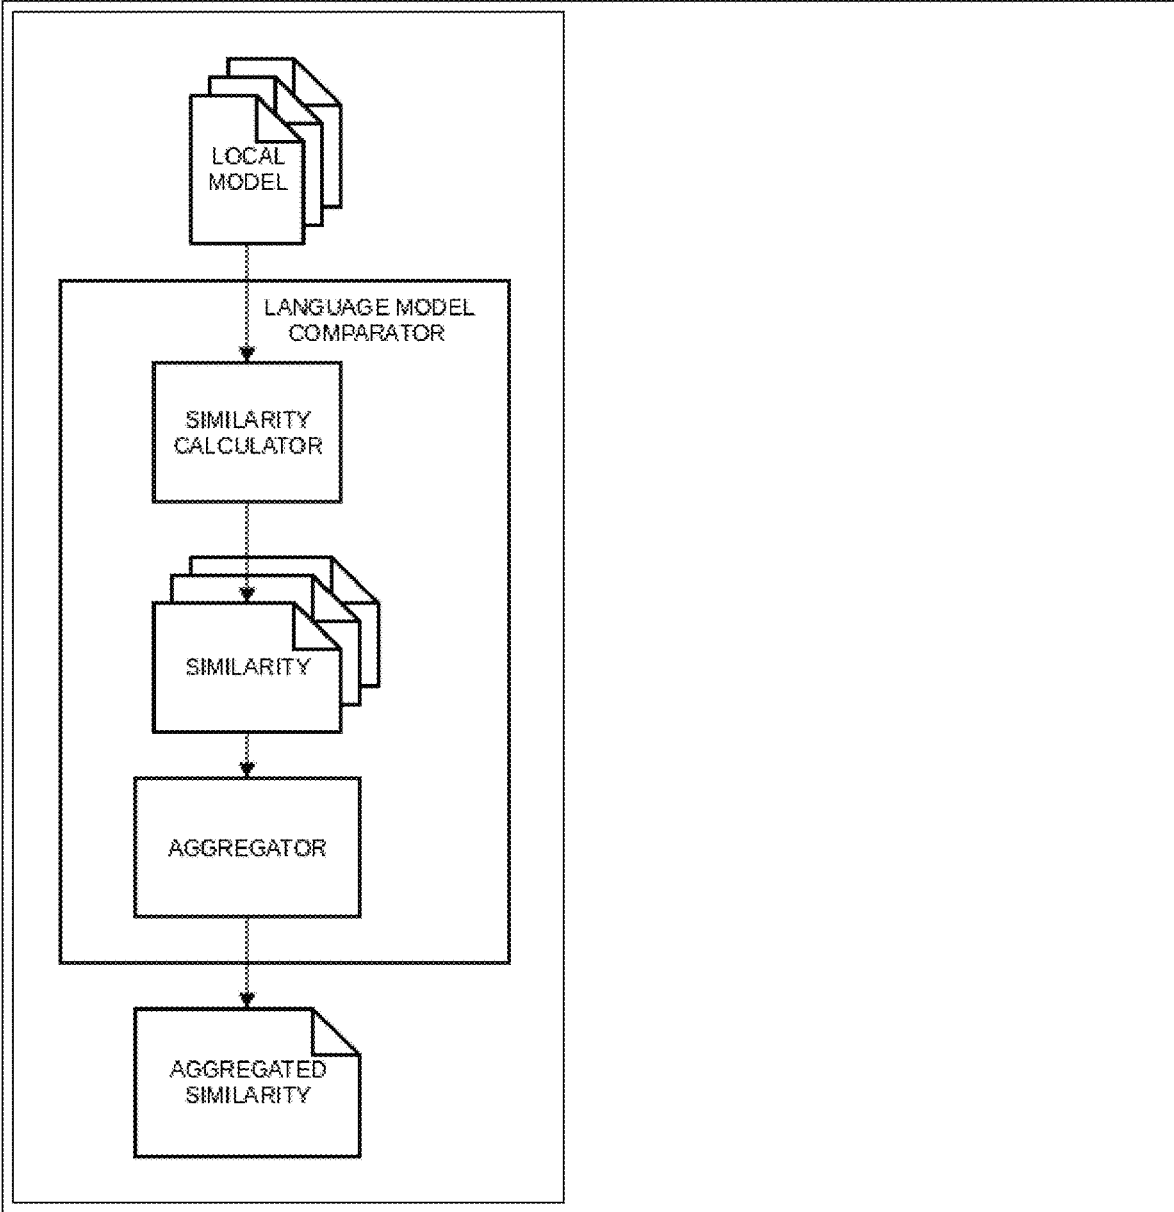 LOCAL
MODEL
LANGUAGE MODEL
COMPARATOR
SIMILARITY
CALCULATOR
SIMILARITY
AGGREGATOR
AGGREGATED
SIMILARITY